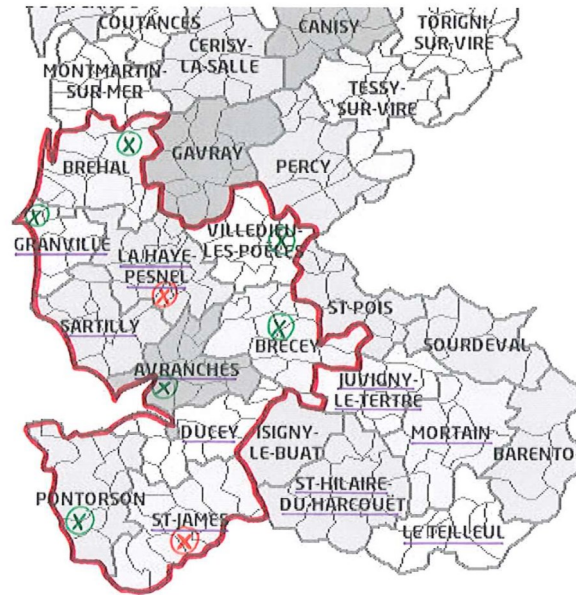 COUTANCES
CANISY
TORIGNI
SUR-VIRE
CERISY
LA-SALLE
MONTMARTIN-
SUR-MER
TESSY-
SUR-VIRE
GAVRAY
PERCY
BREHAL
VILLEDIEU-
LES-POELES
GRANVILLE
LA HAYE-
PESNEL
SARTILLY
ST-POIS
BRECEY
SOURDEVAL
AVRANCHES
JUVIGNY-
LE-TERTRE
DUCEY
ISIGNY-
LE-BUAT
MORTAIN
BARENTO
ST-HILAIRE-
DU-HARCOUET
PONTORSON
ST-JAMES
LE TEILLEUL